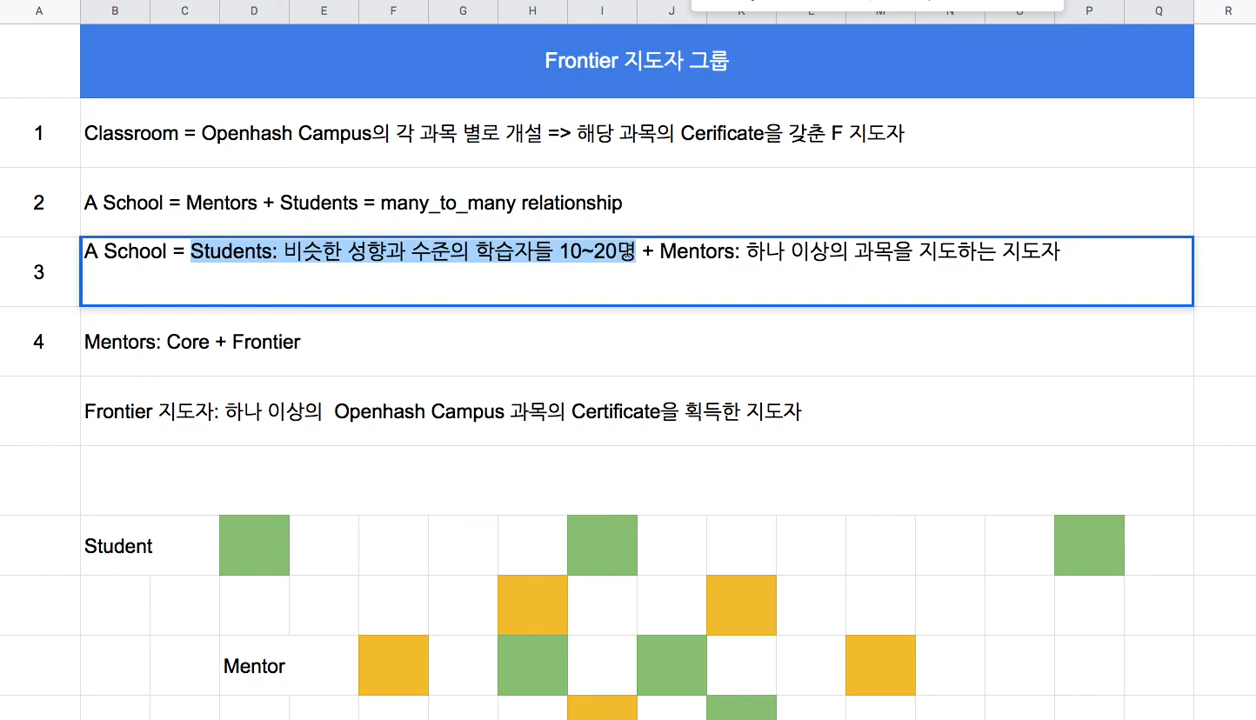 A B C D E F G H I J K L M N O P Q R
Frontier 지도자 그룹
1 Classroom = Openhash Campus의 각 과목 별로 개설 => 해당 과목의 Cerificate을 갖춘 F 지도자
2 A School = Mentors + Students = many_to_many relationship
3 A School = Students: 비슷한 성향과 수준의 학습자들 10~20명 + Mentors: 하나 이상의 과목을 지도하는 지도자
4 Mentors: Core + Frontier
Frontier 지도자: 하나 이상의 Openhash Campus 과목의 Certificate을 획득한 지도자
Student
Mentor